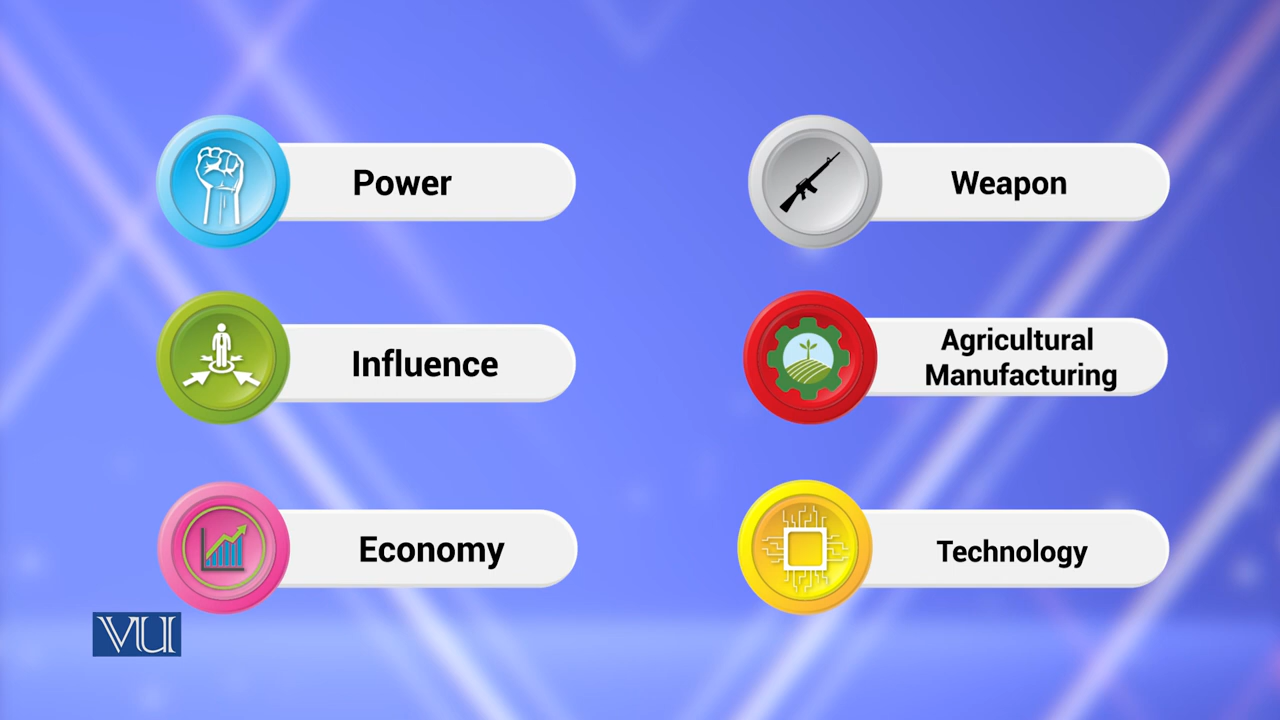 Power
Weapon
Influence
Agricultural
Manufacturing
Economy
Technology
VU